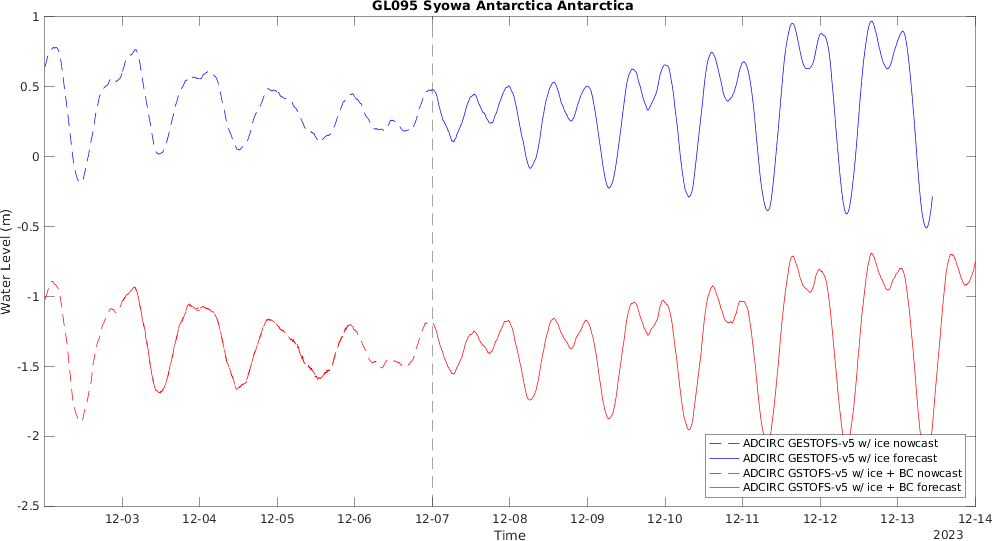 GL095 Syowa Antarctica Antarctica
1
0.5
0
-0.5
-1
-1.5
-2
-2.5
Water Level (m)
ADCIRC GESTOFS-v5 w/ ice nowcast
ADCIRC GESTOFS-v5 w/ ice forecast
ADCIRC GSTOFS-v5 w/ ice + BC nowcast
ADCIRC GSTOFS-v5 w/ ice + BC forecast
12-03 12-04 12-05 12-06 12-07 12-08 12-09 12-10 12-11 12-12 12-13 12-14
Time
2023